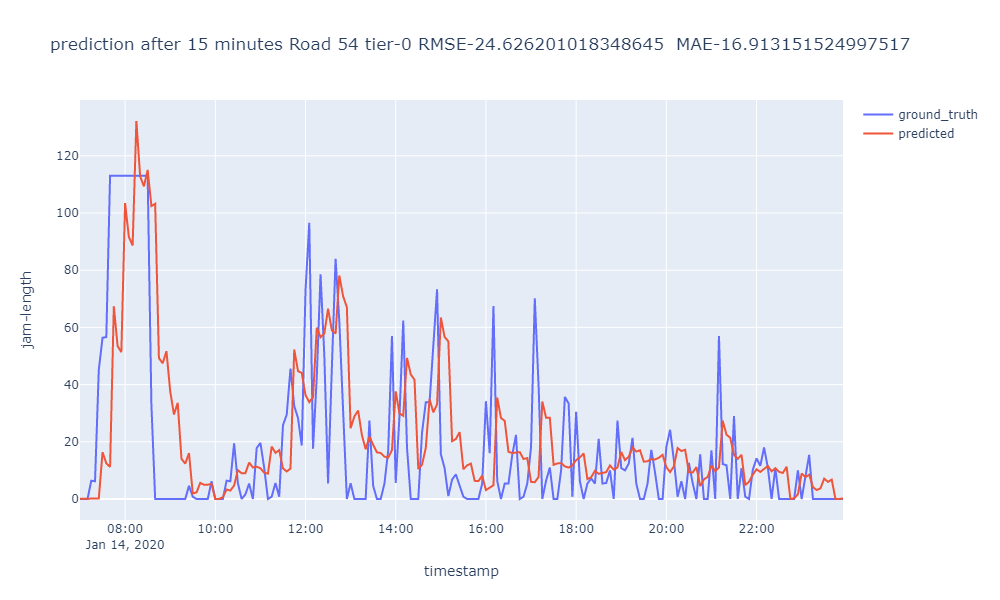 prediction after 15 minutes Road 54 tier-0 RMSE-24.626201018348645  MAE-16.913151524997517
ground_truth
predicted
120
100
80
60
40
20
0
jam-length
08:00 10:00 12:00 14:00 16:00 18:00 20:00 22:00
Jan 14, 2020
timestamp